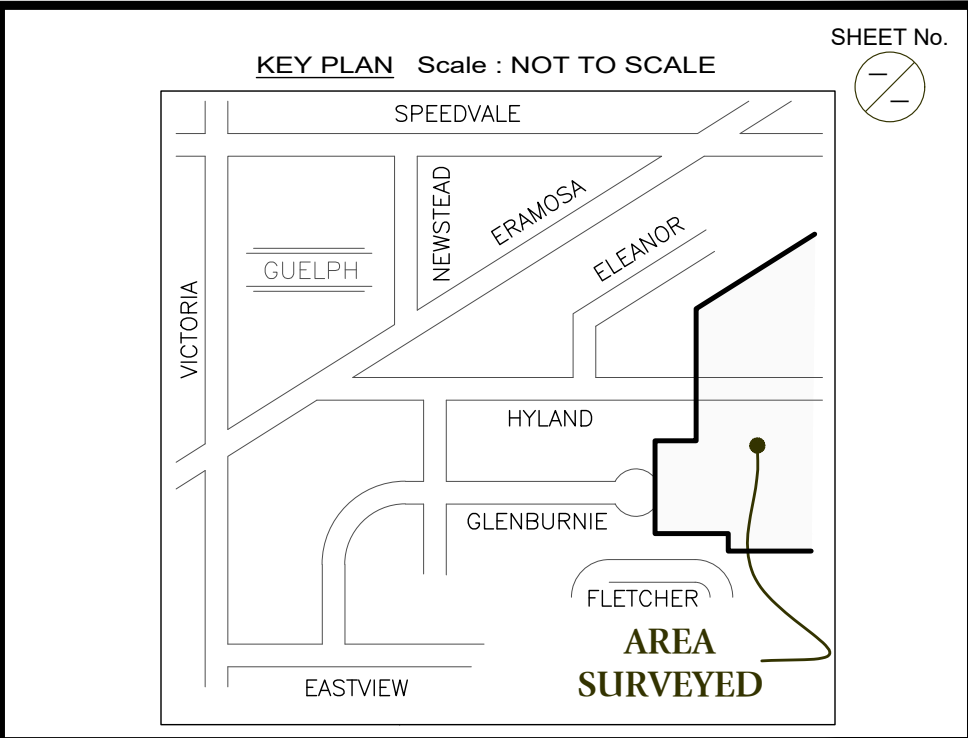 SHEET No.
KEY PLAN Scale : NOT TO SCALE
SPEEDVALE
NEWSTEAD
ERAMOSA
ELEANOR
GUELPH
VICTORIA
HYLAND
GLENBURNIE
FLETCHER
AREA
SURVEYED
EASTVIEW